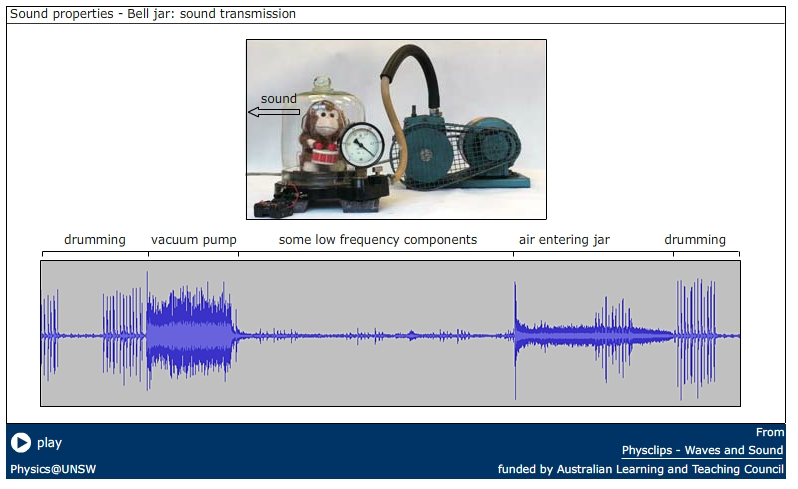 Sound properties - Bell jar: sound transmission
sound
drumming vacuum pump some low frequency components air entering jar drumming
play
From
Physclips - Waves and Sound
Physics@UNSW funded by Australian Learning and Teaching Council